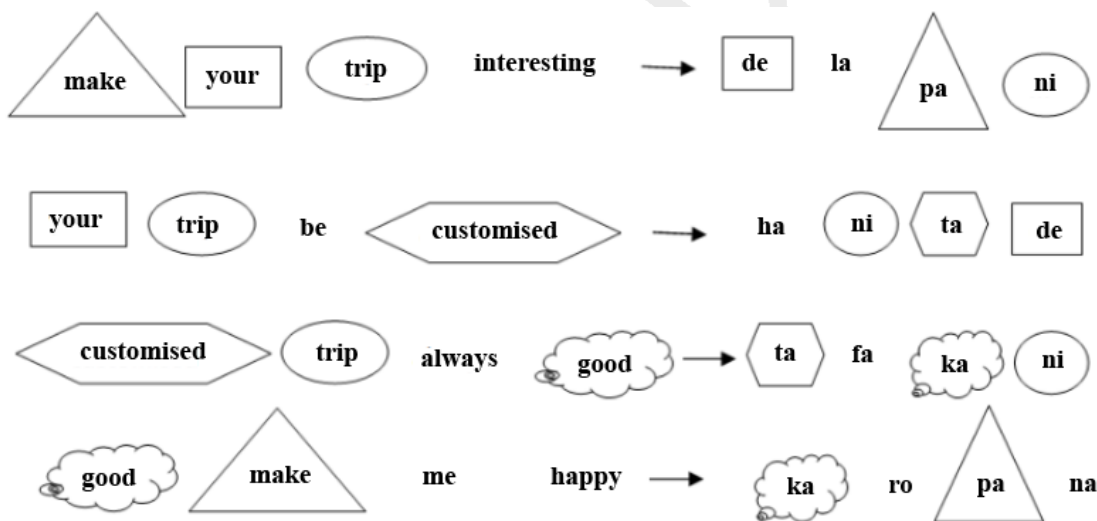 make your trip interesting de la pa ni
your trip be customised ha ni ta de
customised trip always good ta fa ka ni
good make me happy ka ro pa na